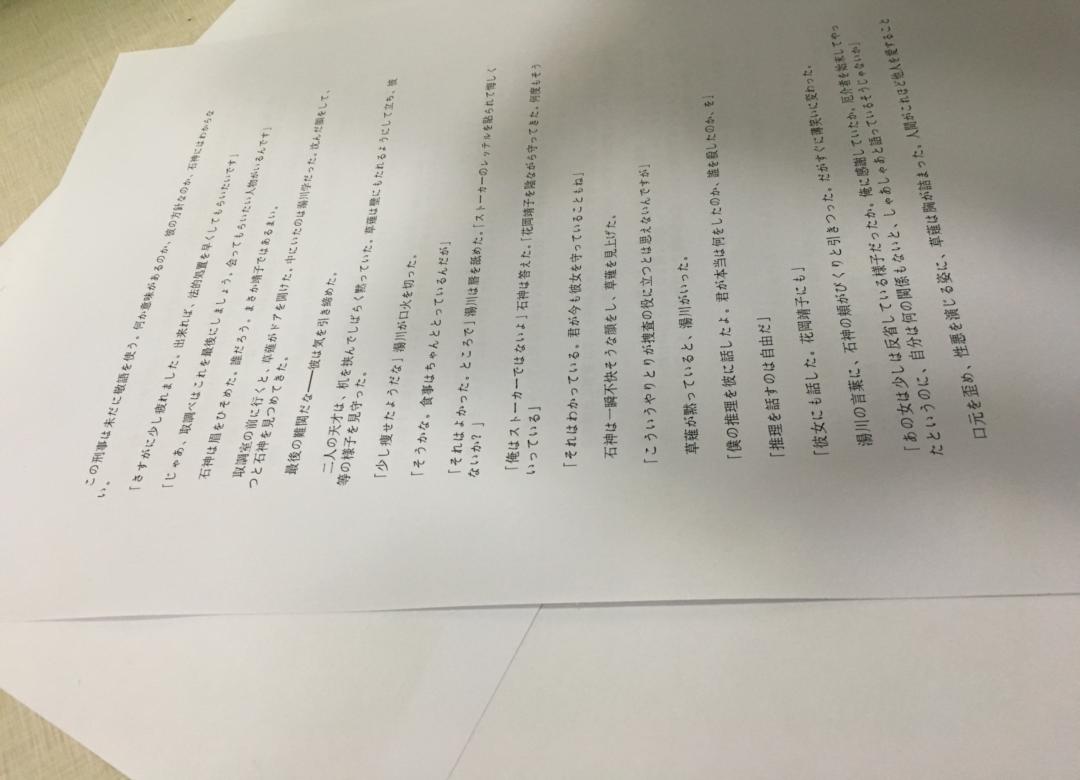 この刑事は未だに敬語を使う。何か意味があるのか、彼の方針なのか、石神にはわからな
い。
「さすがに少し疲れました。出来れば、法的処置を早くしてもらいたいです」
「じゃあ、取調べはこれを最後にしましょう。会ってもらいたい人物がいるんです」
石神は眉をひそめた。誰だろう。まさか靖子ではあるまい。
取調室の前に行くと、草薙がドアを開けた。中にいたのは湯川学だった。沈んだ顔をして、
つと石神を見つめてきた。
最後の難関だな――彼は気を引き締めた。
二人の天才は、机を挟んでしばらく黙っていた。草薙は壁にもたれるようにして立ち、彼
等の様子を見守った。
「少し痩せたようだな」湯川が口火を切った。
「そうかな。食事はちゃんととっているんだが」
「それはよかった。ところで」湯川は唇を舐めた。「ストーカーのレッテルを貼られて悔しく
ないか?」
「俺はストーカーではないよ」石神は答えた。「花岡靖子を陰ながら守ってきた。何度もそう
いっている」
「それはわかっている。君が今も彼女を守っていることもね」
石神は一瞬不快そうな顔をし、草薙を見上げた。
「こういうやりとりが捜査の役に立つとは思えないんですが」
草薙が黙っていると、湯川がいった。
「僕の推理を彼に話したよ。君が本当は何をしたのか、誰を殺したのか、を」
「推理を話すのは自由だ」
「彼女にも話した。花岡靖子にも」
湯川の言葉に、石神の頬がぴくりと引きつった。だがすぐに薄笑いに変わった。
「あの女は少しは反省している様子だったか。俺に感謝していたか。厄介者を始末してやっ
たというのに、自分は何の関係もないと、しゃあしゃあと語っているそうじゃないか」
口元を歪め、性悪を演じる姿に、草薙は胸が詰まった。人間がこれほど他人を愛すること